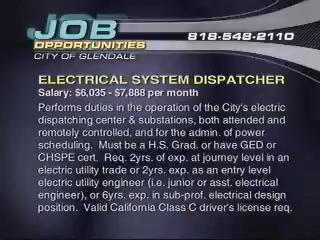 JOB
OPPORTUNITIES
CITY OF GLENDALE
818-548-2110
ELECTRICAL SYSTEM DISPATCHER
Salary: $6,035 - $7,888 per month
Performs duties in the operation of the City's electric
dispatching center & substations, both attended and
remotely controlled, and for the admin. of power
scheduling. Must be a H.S. Grad. or have GED or
CHSPE cert. Req. 2yrs. of exp. at journey level in an
electric utility trade or 2yrs. exp. as an entry level
electric utility engineer (i.e. junior or asst. electrical
engineer), or 6yrs. exp. in sub-prof. electrical design
position. Valid California Class C driver's license req.